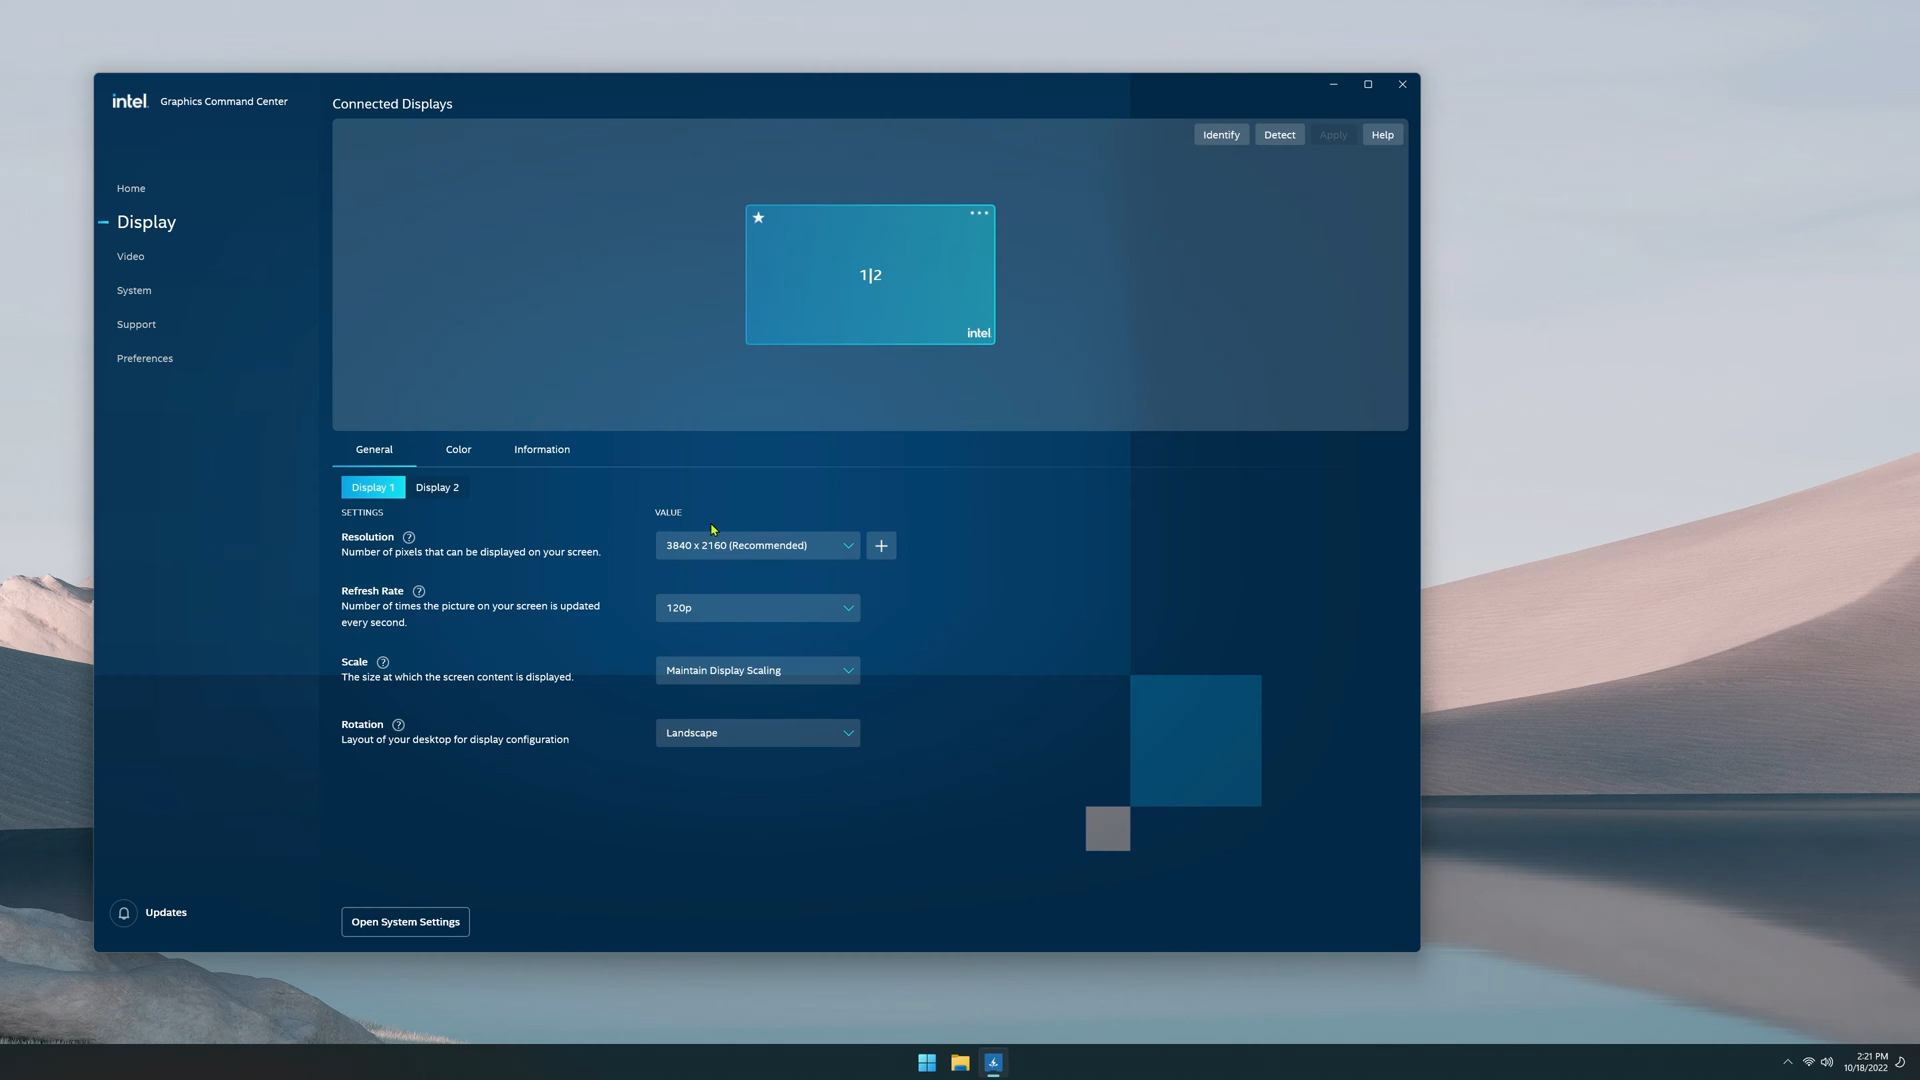 intel. Graphics Command Center
Connected Displays
Identify
Detect
Apply
Help
Home
Display
Video
System
Support
Preferences
1|2
intel.
General
Color
Information
Display 1
Display 2
SETTINGS
VALUE
Resolution ?
Number of pixels that can be displayed on your screen.
3840 x 2160 (Recommended)
+
Refresh Rate ?
Number of times the picture on your screen is updated
every second.
120p
Scale ?
The size at which the screen content is displayed.
Maintain Display Scaling
Rotation ?
Layout of your desktop for display configuration
Landscape
Updates
Open System Settings
2:21 PM
10/18/2022